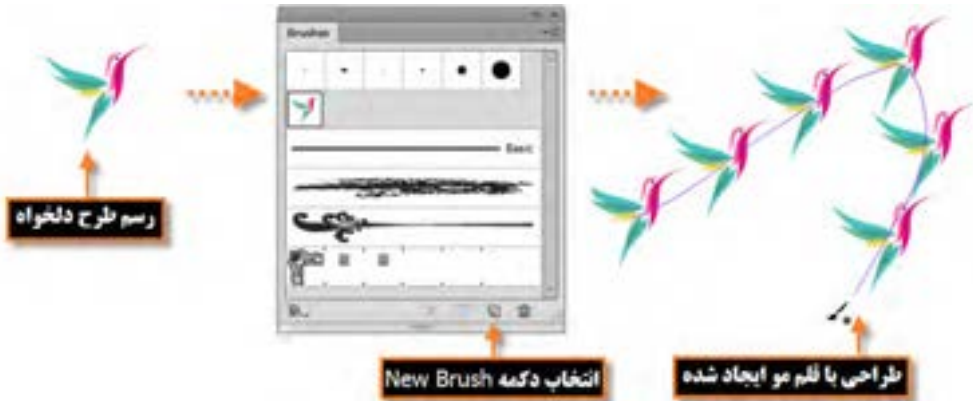 Brushes
Basic
رسم طرح دلخواه
انتخاب دکمه New Brush
طراحی با قلم مو ایجاد شده